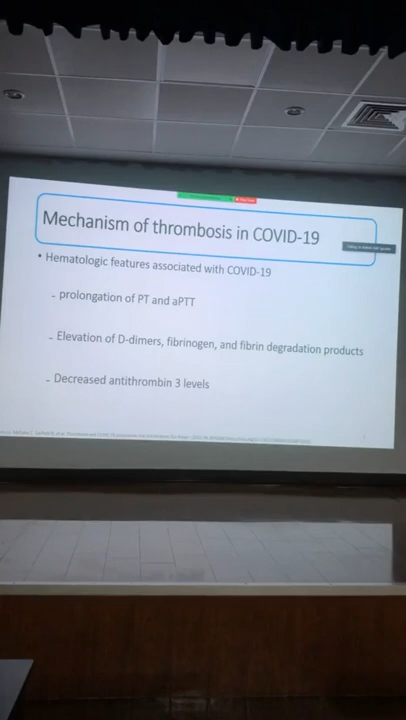 Mechanism of thrombosis in COVID-19
• Hematologic features associated with COVID-19
- prolongation of PT and aPTT
- Elevation of D-dimers, fibrinogen, and fibrin degradation products
- Decreased antithrombin 3 levels